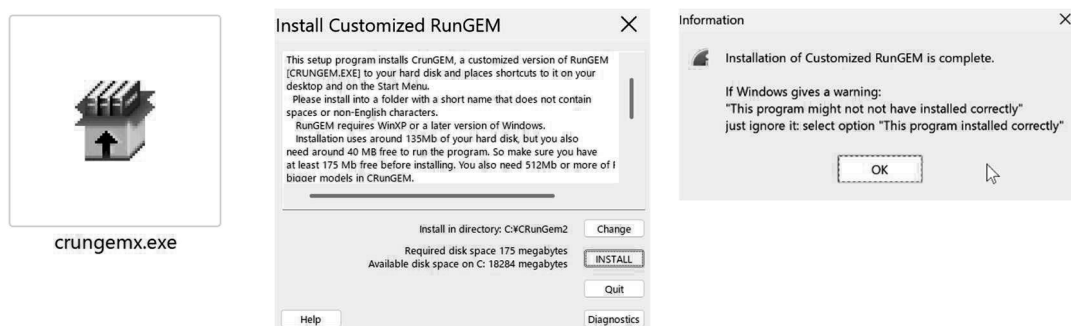 crungemx.exe
Install Customized RunGEM
This setup program installs CrunGEM, a customized version of RunGEM
[CRUNGEM.EXE] to your hard disk and places shortcuts to it on your
desktop and on the Start Menu.
Please install into a folder with a short name that does not contain
spaces or non-English characters.
RunGEM requires WinXP or a later version of Windows.
Installation uses around 135Mb of your hard disk, but you also
need around 40 MB free to run the program. So make sure you have
at least 175 Mb free before installing. You also need 512Mb or more of
bigger models in CRunGEM.
Install in directory: C:¥CRunGem2
Change
Required disk space 175 megabytes
Available disk space on C: 18284 megabytes
INSTALL
Quit
Help
Diagnostics
Information
Installation of Customized RunGEM is complete.
If Windows gives a warning:
"This program might not not have installed correctly"
just ignore it: select option "This program installed correctly"
OK